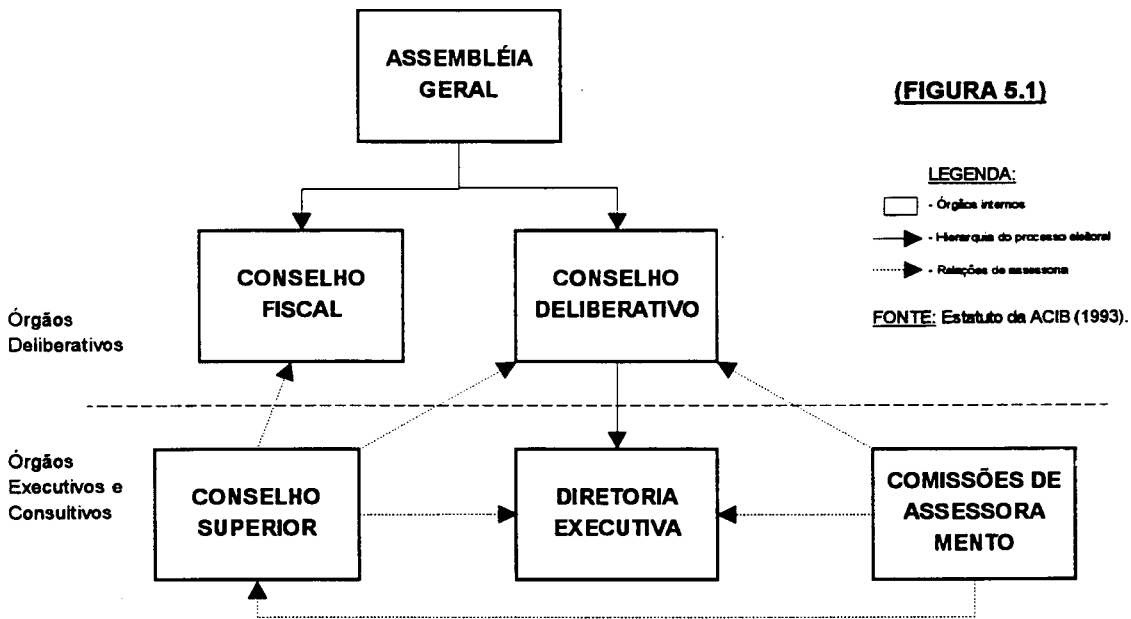 ASSEMBLÉIA
GERAL
(FIGURA 5.1)
LEGENDA:
- Órgãos internos
- Hierarquia do processo eleitoral
- Relações de assessoria
FONTE: Estatuto da ACIB (1993).
CONSELHO
FISCAL
CONSELHO
DELIBERATIVO
Órgãos
Deliberativos
Órgãos
Executivos e
Consultivos
CONSELHO
SUPERIOR
DIRETORIA
EXECUTIVA
COMISSÕES DE
ASSESSORA
MENTO